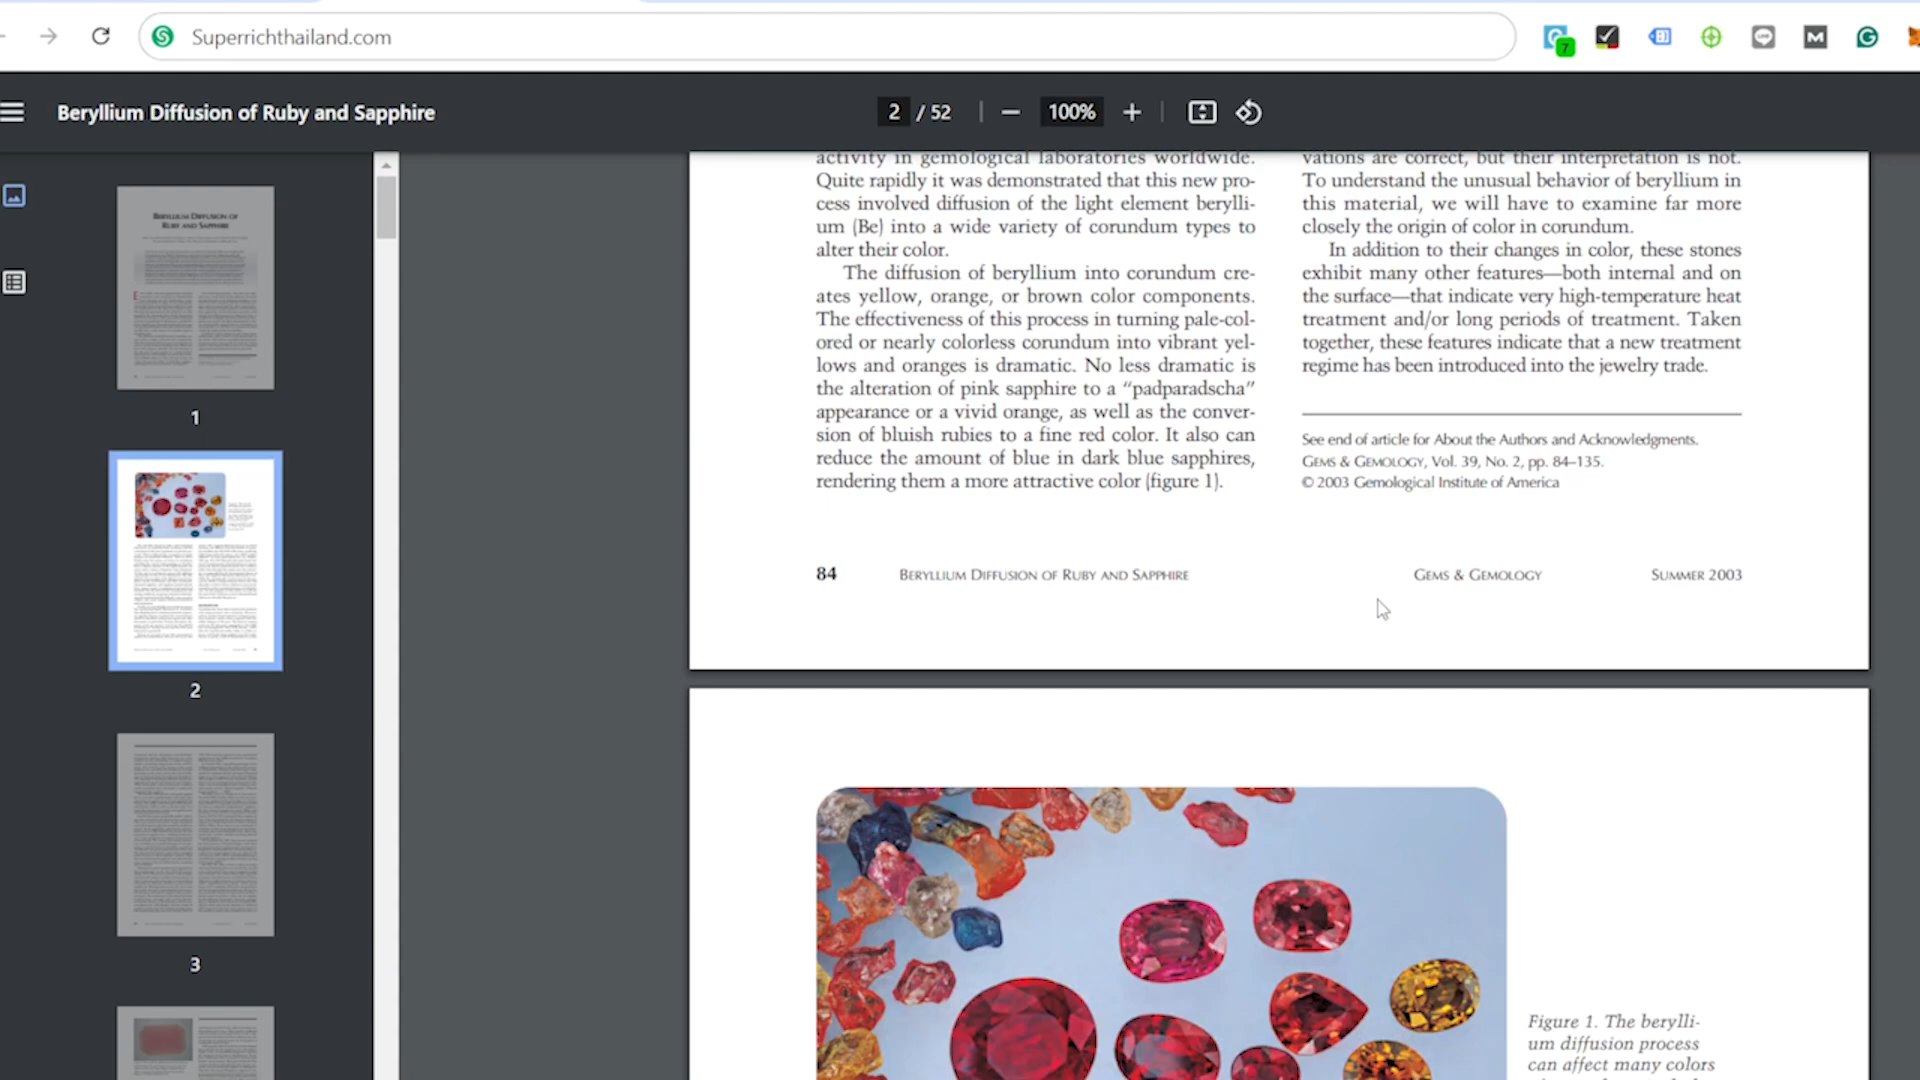 Superrichthailand.com
7
Beryllium Diffusion of Ruby and Sapphire
2 / 52
100%
BERYLLIUM DIFFUSION OF
RUBY AND SAPPHIRE
1
2
3
activity in gemological laboratories worldwide.
Quite rapidly it was demonstrated that this new pro-
cess involved diffusion of the light element berylli-
um (Be) into a wide variety of corundum types to
alter their color.
The diffusion of beryllium into corundum cre-
ates yellow, orange, or brown color components.
The effectiveness of this process in turning pale-col-
ored or nearly colorless corundum into vibrant yel-
lows and oranges is dramatic. No less dramatic is
the alteration of pink sapphire to a “padparadscha”
appearance or a vivid orange, as well as the conver-
sion of bluish rubies to a fine red color. It also can
reduce the amount of blue in dark blue sapphires,
rendering them a more attractive color (figure 1).
vations are correct, but their interpretation is not.
To understand the unusual behavior of beryllium in
this material, we will have to examine far more
closely the origin of color in corundum.
In addition to their changes in color, these stones
exhibit many other features—both internal and on
the surface—that indicate very high-temperature heat
treatment and/or long periods of treatment. Taken
together, these features indicate that a new treatment
regime has been introduced into the jewelry trade.
See end of article for About the Authors and Acknowledgments.
GEMS & GEMOLOGY, Vol. 39, No. 2, pp. 84–135.
© 2003 Gemological Institute of America
84 BERYLLIUM DIFFUSION OF RUBY AND SAPPHIRE GEMS & GEMOLOGY SUMMER 2003
Figure 1. The berylli-
um diffusion process
can affect many colors